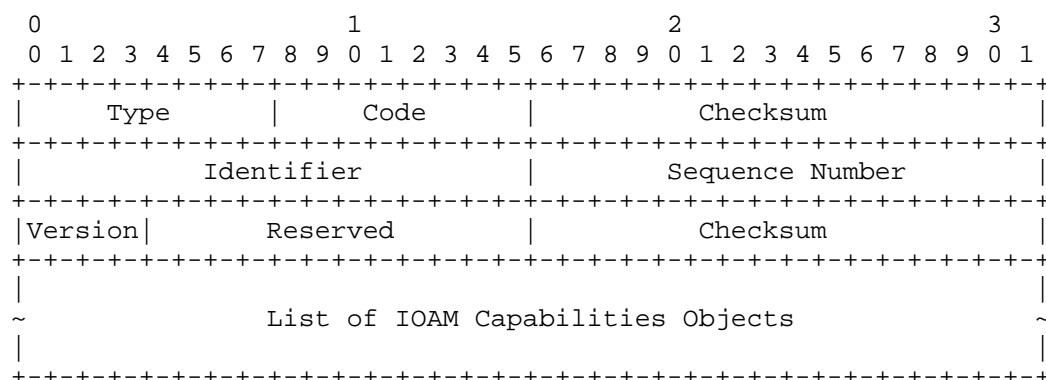 0                   1                   2                   3
 0 1 2 3 4 5 6 7 8 9 0 1 2 3 4 5 6 7 8 9 0 1 2 3 4 5 6 7 8 9 0 1
+-+-+-+-+-+-+-+-+-+-+-+-+-+-+-+-+-+-+-+-+-+-+-+-+-+-+-+-+-+-+-+-+
|     Type      |     Code      |          Checksum             |
+-+-+-+-+-+-+-+-+-+-+-+-+-+-+-+-+-+-+-+-+-+-+-+-+-+-+-+-+-+-+-+-+
|           Identifier          |        Sequence Number        |
+-+-+-+-+-+-+-+-+-+-+-+-+-+-+-+-+-+-+-+-+-+-+-+-+-+-+-+-+-+-+-+-+
|Version|       Reserved        |          Checksum             |
+-+-+-+-+-+-+-+-+-+-+-+-+-+-+-+-+-+-+-+-+-+-+-+-+-+-+-+-+-+-+-+-+
|                                                               |
~               List of IOAM Capabilities Objects               ~
|                                                               |
+-+-+-+-+-+-+-+-+-+-+-+-+-+-+-+-+-+-+-+-+-+-+-+-+-+-+-+-+-+-+-+-+